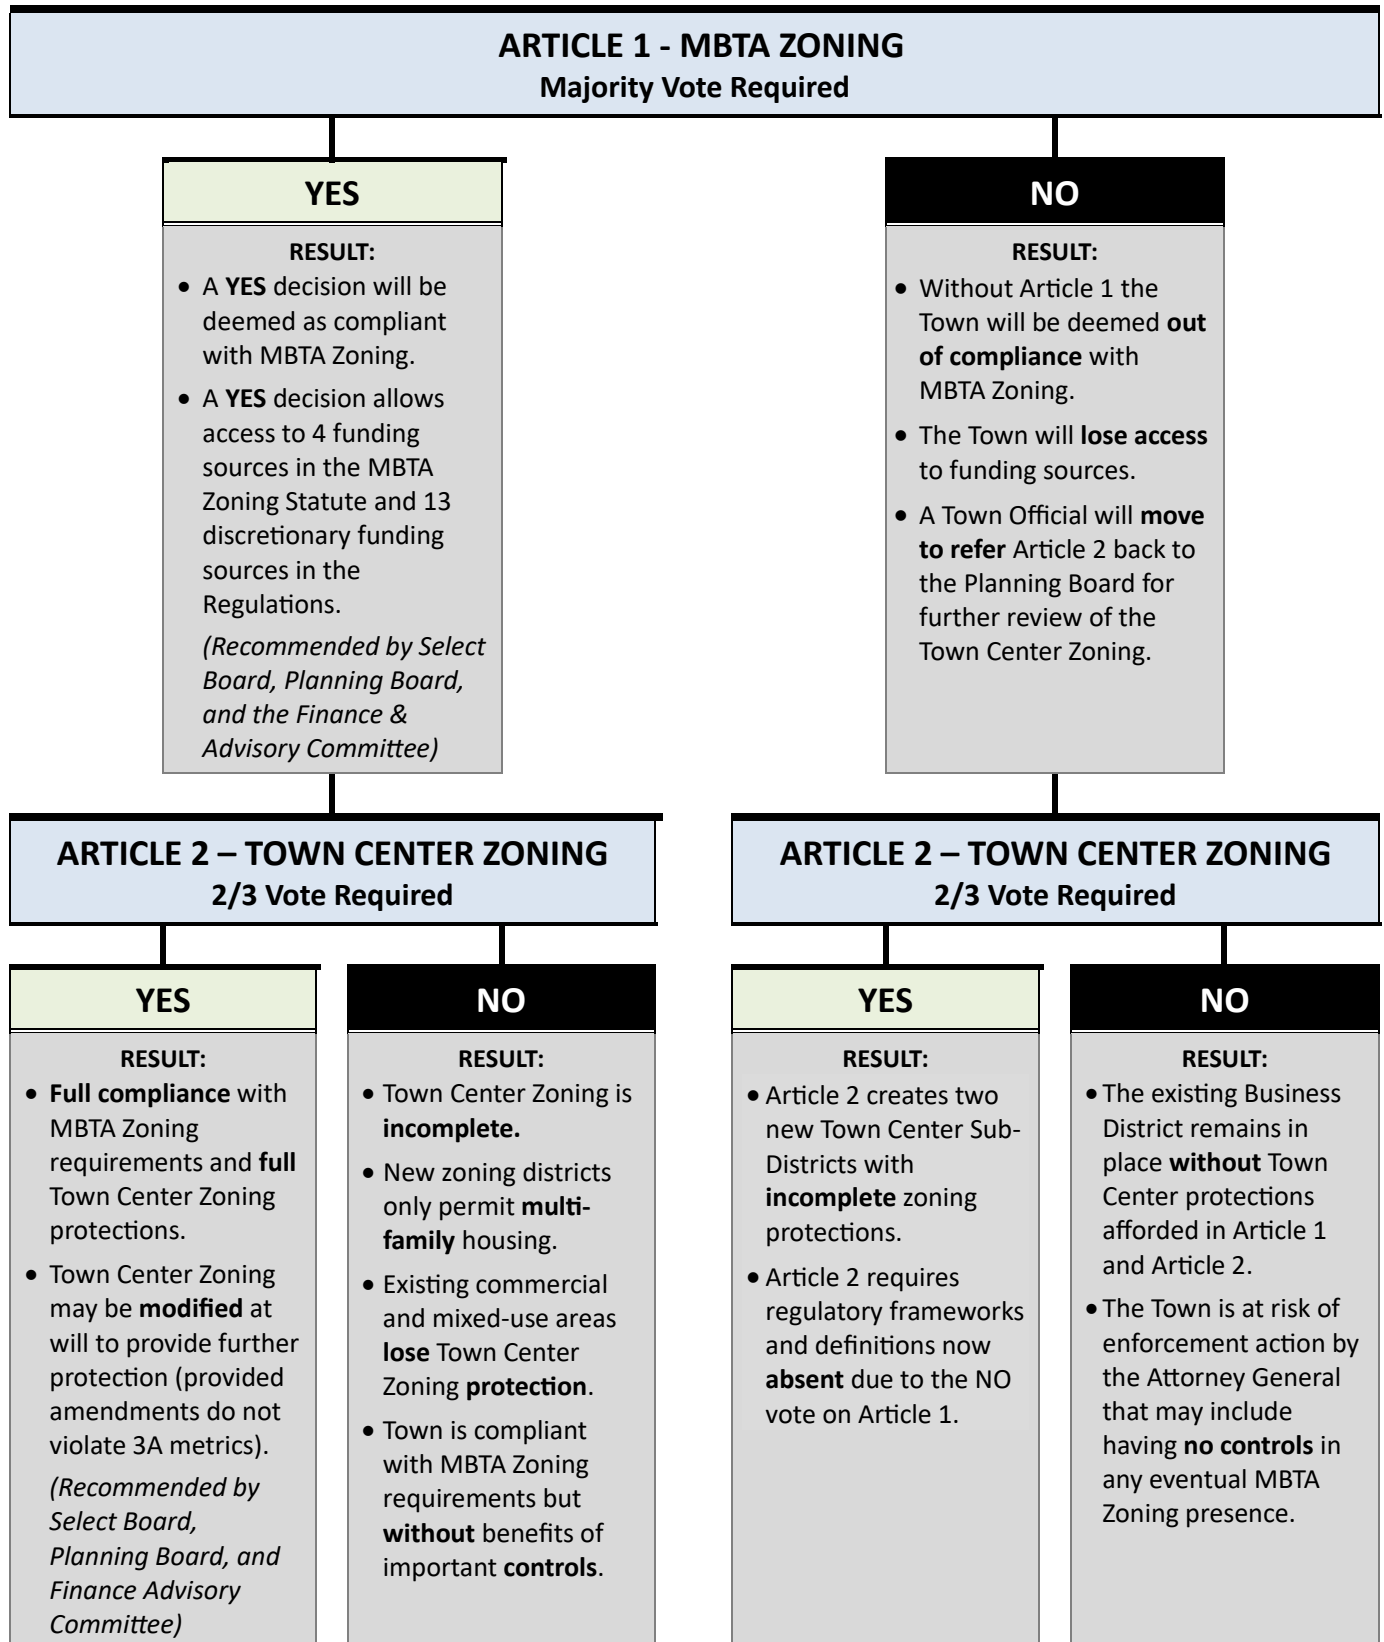 ARTICLE 1 - MBTA ZONING
Majority Vote Required
YES
RESULT:
• A YES decision will be
deemed as compliant
with MBTA Zoning.
• A YES decision allows
access to 4 funding
sources in the MBTA
Zoning Statute and 13
discretionary funding
sources in the
Regulations.
(Recommended by Select
Board, Planning Board,
and the Finance &
Advisory Committee)
NO
RESULT:
• Without Article 1 the
Town will be deemed out
of compliance with
MBTA Zoning.
• The Town will lose access
to funding sources.
• A Town Official will move
to refer Article 2 back to
the Planning Board for
further review of the
Town Center Zoning.
ARTICLE 2 – TOWN CENTER ZONING
2/3 Vote Required
YES
RESULT:
• Full compliance with
MBTA Zoning
requirements and full
Town Center Zoning
protections.
• Town Center Zoning
may be modified at
will to provide further
protection (provided
amendments do not
violate 3A metrics).
(Recommended by
Select Board,
Planning Board, and
Finance Advisory
Committee)
NO
RESULT:
• Town Center Zoning is
incomplete.
• New zoning districts
only permit multi-
family housing.
• Existing commercial
and mixed-use areas
lose Town Center
Zoning protection.
• Town is compliant
with MBTA Zoning
requirements but
without benefits of
important controls.
ARTICLE 2 – TOWN CENTER ZONING
2/3 Vote Required
YES
RESULT:
• Article 2 creates two
new Town Center Sub-
Districts with
incomplete zoning
protections.
• Article 2 requires
regulatory frameworks
and definitions now
absent due to the NO
vote on Article 1.
NO
RESULT:
• The existing Business
District remains in
place without Town
Center protections
afforded in Article 1
and Article 2.
• The Town is at risk of
enforcement action by
the Attorney General
that may include
having no controls in
any eventual MBTA
Zoning presence.